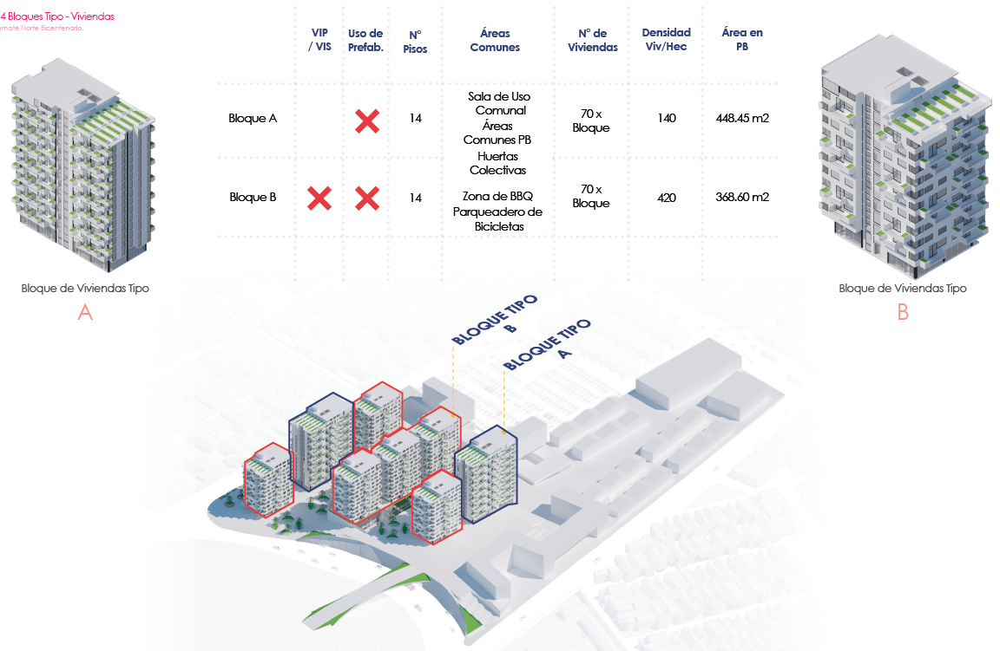 4 Bloques Tipo - Viviendas
emate Norte Bicentenario.
VIP / VIS
Uso de Prefab.
N° Pisos
Áreas Comunes
N° de Viviendas
Densidad Viv/Hec
Área en PB
Bloque A
14
Sala de Uso
Comunal
Áreas
Comunes PB
Huertas
Colectivas
70 x
Bloque
140
448.45 m2
Bloque B
14
Zona de BBQ
Parqueadero de
Bicicletas
70 x
Bloque
420
368.60 m2
Bloque de Viviendas Tipo
A
Bloque de Viviendas Tipo
B
BLOQUE TIPO
B
BLOQUE TIPO
A